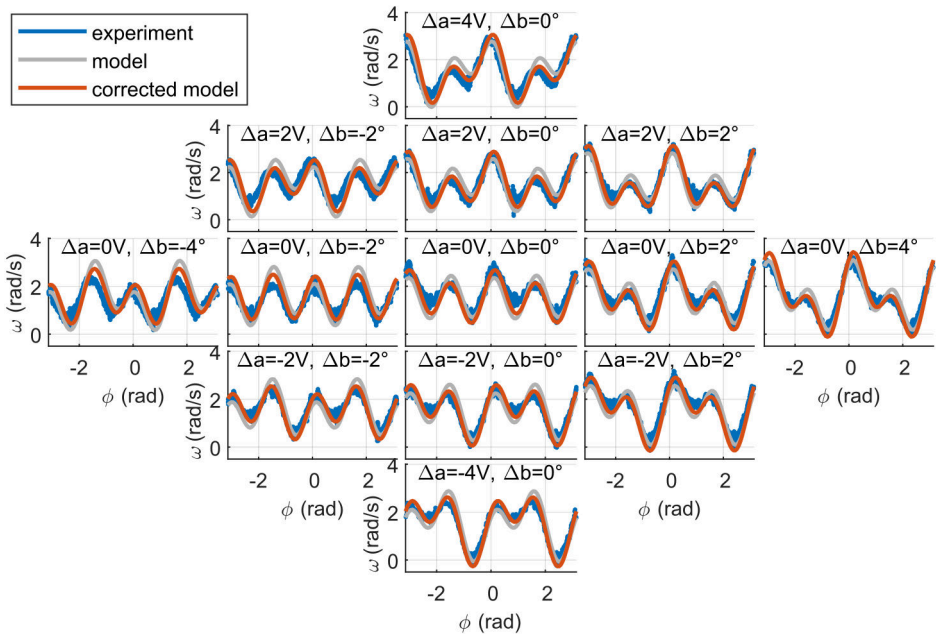 experiment
model
corrected model
Δa=4V, Δb=0°
ω (rad/s)
4
2
0
-2 0 2
Δa=2V, Δb=-2° Δa=2V, Δb=0° Δa=2V, Δb=2°
ω (rad/s)
4
2
0
Δa=0V, Δb=-4° Δa=0V, Δb=-2° Δa=0V, Δb=0° Δa=0V, Δb=2° Δa=0V, Δb=4°
ω (rad/s)
4
2
0
-2 0 2
ϕ (rad)
-2 0 2
ϕ (rad)
Δa=-2V, Δb=-2° Δa=-2V, Δb=0° Δa=-2V, Δb=2°
ω (rad/s)
4
2
0
-2 0 2
ϕ (rad)
-2 0 2
ϕ (rad)
Δa=-4V, Δb=0°
ω (rad/s)
4
2
0
-2 0 2
ϕ (rad)